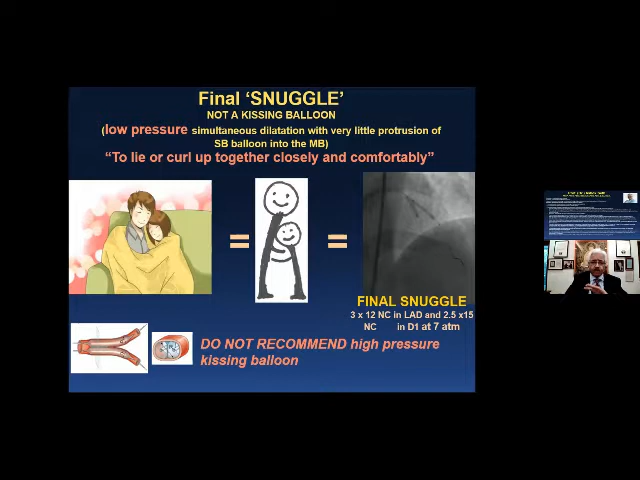 Final ‘SNUGGLE’
NOT A KISSING BALLOON
(low pressure simultaneous dilatation with very little protrusion of
SB balloon into the MB)
“To lie or curl up together closely and comfortably”
=
=
FINAL SNUGGLE
3 x 12 NC in LAD and 2.5 x15
NC in D1 at 7 atm
DO NOT RECOMMEND high pressure
kissing balloon